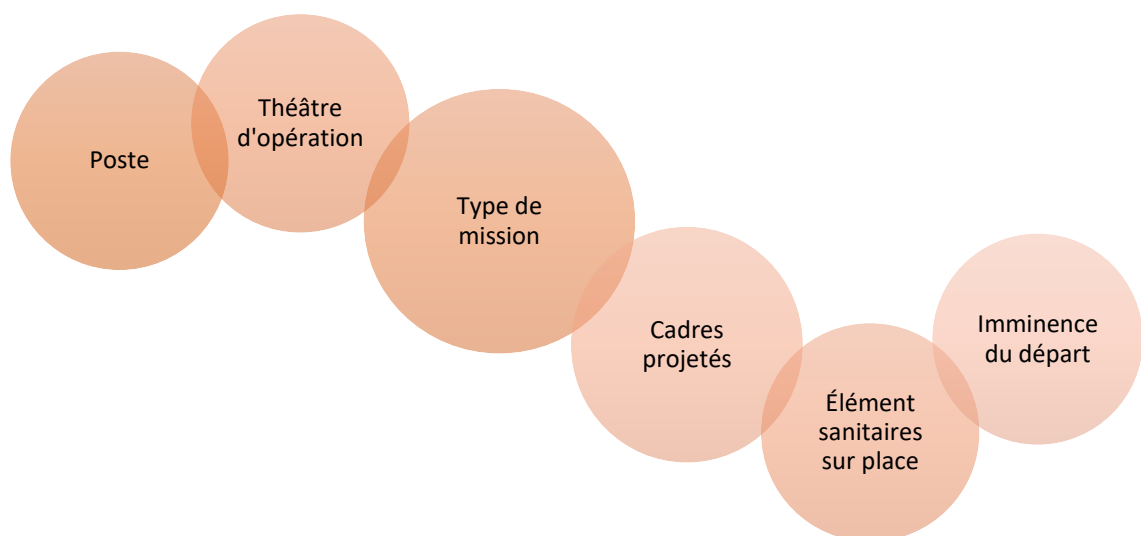 Poste
Théâtre
d'opération
Type de
mission
Cadres
projetés
Élément
sanitaires
sur place
Imminence
du départ